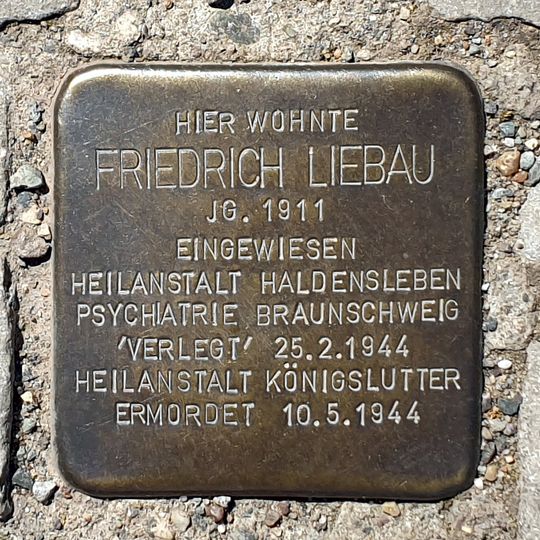 HIER WOHNTE
FRIEDRICH LIEBAU
JG. 1911
EINGEWIESEN
HEILANSTALT HALDENSLEBEN
PSYCHIATRIE BRAUNSCHWEIG
'VERLEGT' 25.2.1944
HEILANSTALT KÖNIGSLUTTER
ERMORDET 10.5.1944